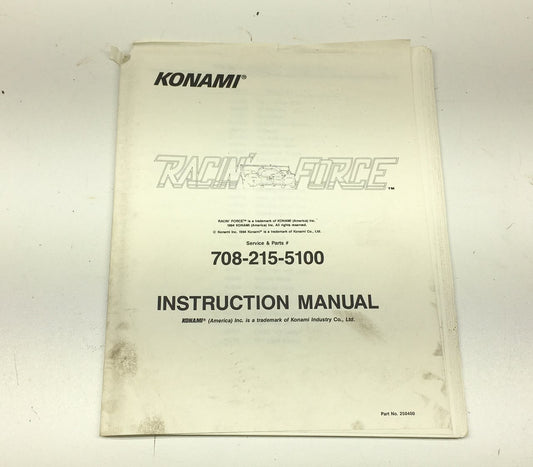 KONAMI®
RACIN' FORCE™
RACIN' FORCE™ is a trademark of KONAMI (America) Inc.
1994 KONAMI (America) Inc. All rights reserved.
© Konami Inc. 1994 Konami® is a trademark of Konami Co., Ltd.
Service & Parts #
708-215-5100
INSTRUCTION MANUAL
KONAMI® (America) Inc. is a trademark of Konami Industry Co., Ltd.
Part No. 250400